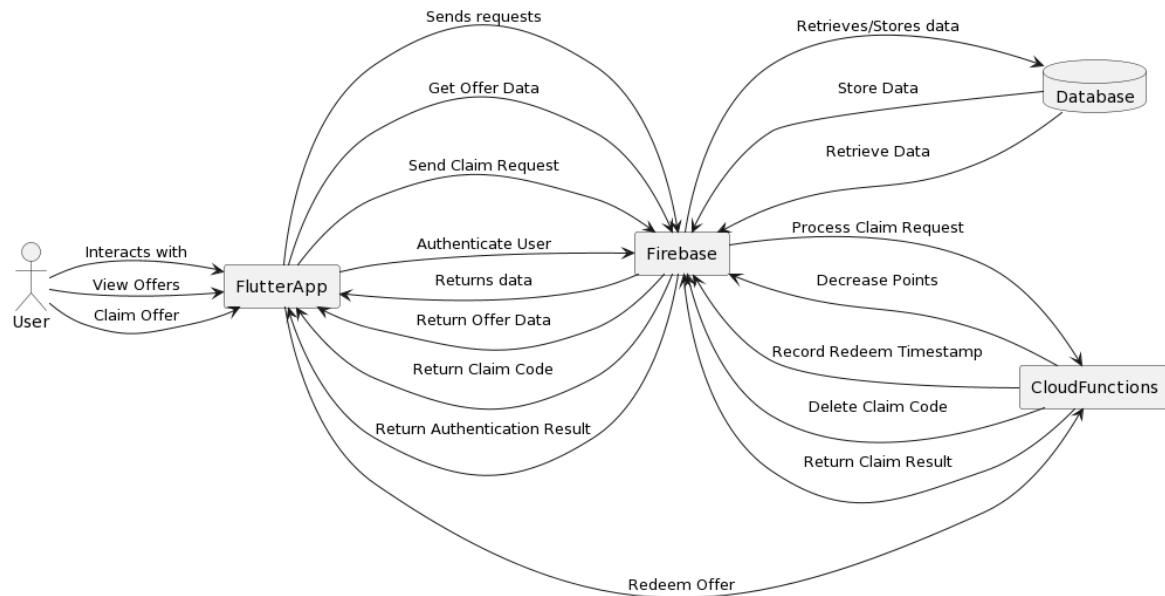 Sends requests
Retrieves/Stores data
Get Offer Data
Store Data
Database
Send Claim Request
Retrieve Data
Interacts with
Authenticate User
Firebase
Process Claim Request
View Offers
FlutterApp
Returns data
Decrease Points
Claim Offer
User
Return Offer Data
Record Redeem Timestamp
Return Claim Code
CloudFunctions
Delete Claim Code
Return Authentication Result
Return Claim Result
Redeem Offer